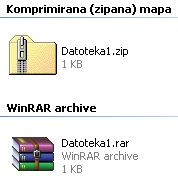 Komprimirana (zipana) mapa
Datoteka1.zip
1 KB
WinRAR archive
Datoteka1.rar
WinRAR archive
1 KB